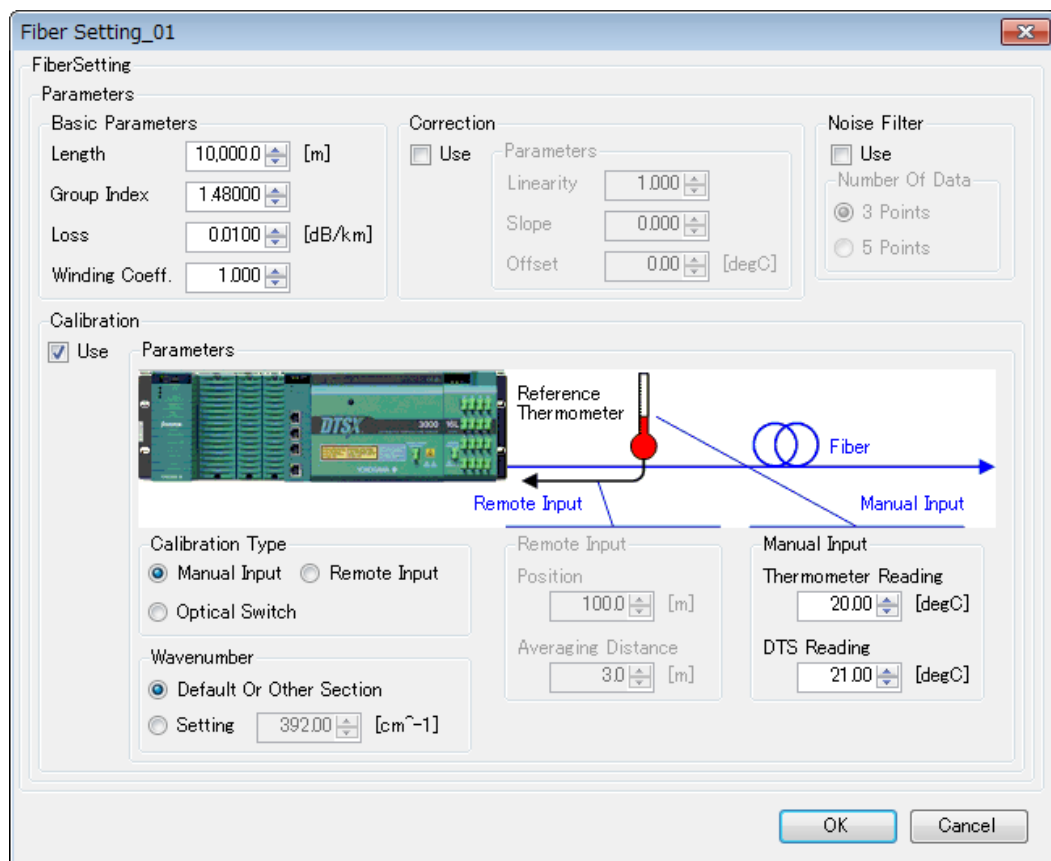 Fiber Setting_01
FiberSetting
Parameters
Basic Parameters
Length 10,000.0 [m]
Group Index 1.48000
Loss 0.0100 [dB/km]
Winding Coeff. 1.000
Correction
Use
Parameters
Linearity 1.000
Slope 0.000
Offset 0.00 [degC]
Noise Filter
Use
Number Of Data
3 Points
5 Points
Calibration
Use
Parameters
DTSX 3000 16L
YOKOGAWA
Reference
Thermometer
Fiber
Remote Input
Manual Input
Calibration Type
Manual Input Remote Input
Optical Switch
Wavenumber
Default Or Other Section
Setting 392.00 [cm^-1]
Remote Input
Position
100.0 [m]
Averaging Distance
3.0 [m]
Manual Input
Thermometer Reading
20.00 [degC]
DTS Reading
21.00 [degC]
OK Cancel